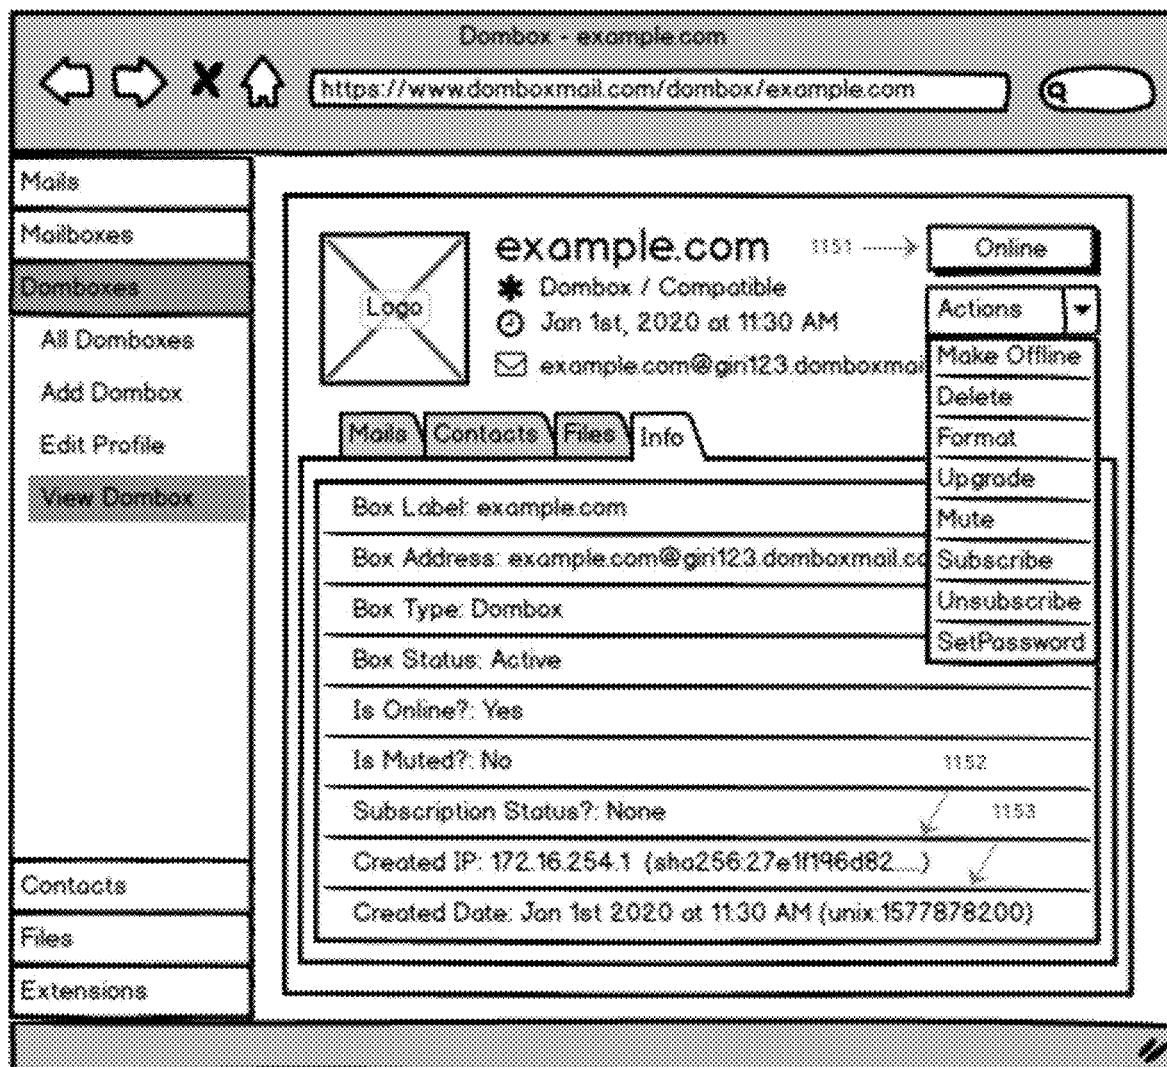 Dombox - example.com
https://www.domboxmail.com/dombox/example.com
Mails
Mailboxes
Domboxes
All Domboxes
Add Dombox
Edit Profile
View Dombox
Contacts
Files
Extensions
Logo
example.com
1151
Online
Dombox / Compatible
Jan 1st, 2020 at 11:30 AM
example.com@giri123.domboxmai
Actions
Make Offline
Delete
Format
Upgrade
Mute
Subscribe
Unsubscribe
SetPassword
Mails Contacts Files Info
Box Label: example.com
Box Address: example.com@giri123.domboxmail.co
Box Type: Dombox
Box Status: Active
Is Online?: Yes
Is Muted?: No
1152
Subscription Status?: None
1153
Created IP: 172.16.254.1 (sha256:27e1f196d82.....)
Created Date: Jan 1st 2020 at 11:30 AM (unix:1577878200)